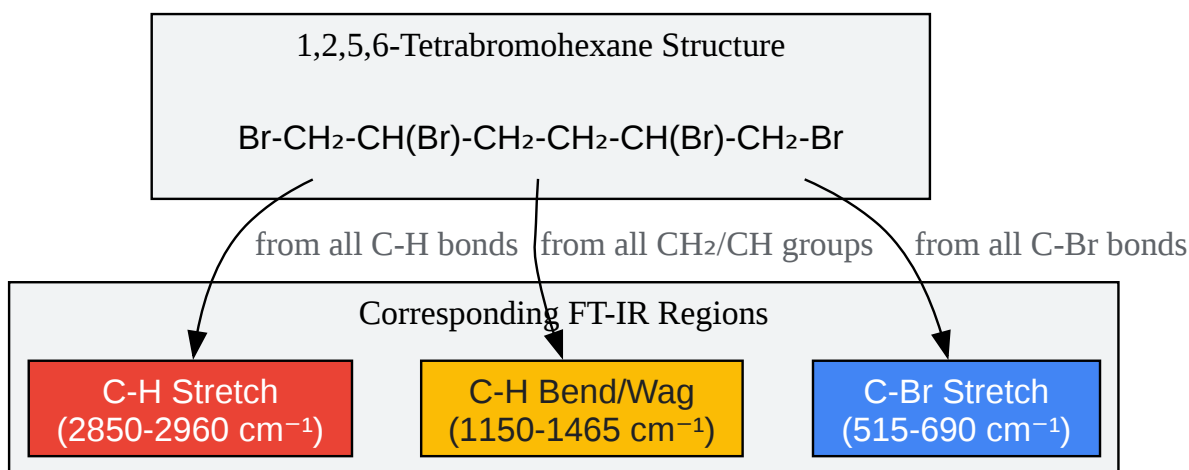 1,2,5,6-Tetrabromohexane Structure
Br-CH₂-CH(Br)-CH₂-CH₂-CH(Br)-CH₂-Br
from all C-H bonds
from all CH₂/CH groups
from all C-Br bonds
Corresponding FT-IR Regions
C-H Stretch
(2850-2960 cm⁻¹)
C-H Bend/Wag
(1150-1465 cm⁻¹)
C-Br Stretch
(515-690 cm⁻¹)